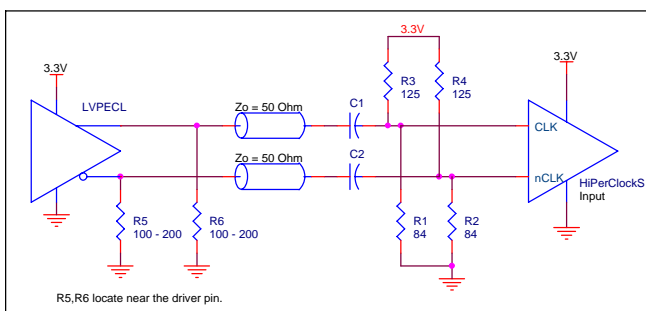 3.3V
3.3V
3.3V
LVPECL
R3
125
R4
125
Zo = 50 Ohm
C1
CLK
Zo = 50 Ohm
C2
nCLK
HiPerClockS
Input
R5
100 - 200
R6
100 - 200
R1
84
R2
84
R5,R6 locate near the driver pin.